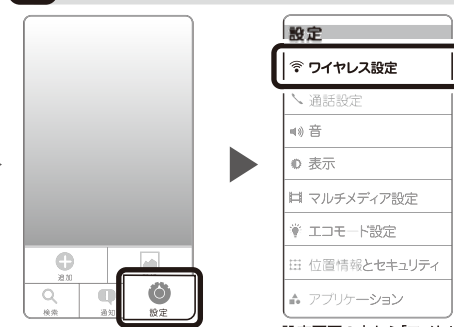 追加
検索
通知
設定
設定
ワイヤレス設定
通話設定
音
表示
マルチメディア設定
エコモード設定
位置情報とセキュリティ
アプリケーション